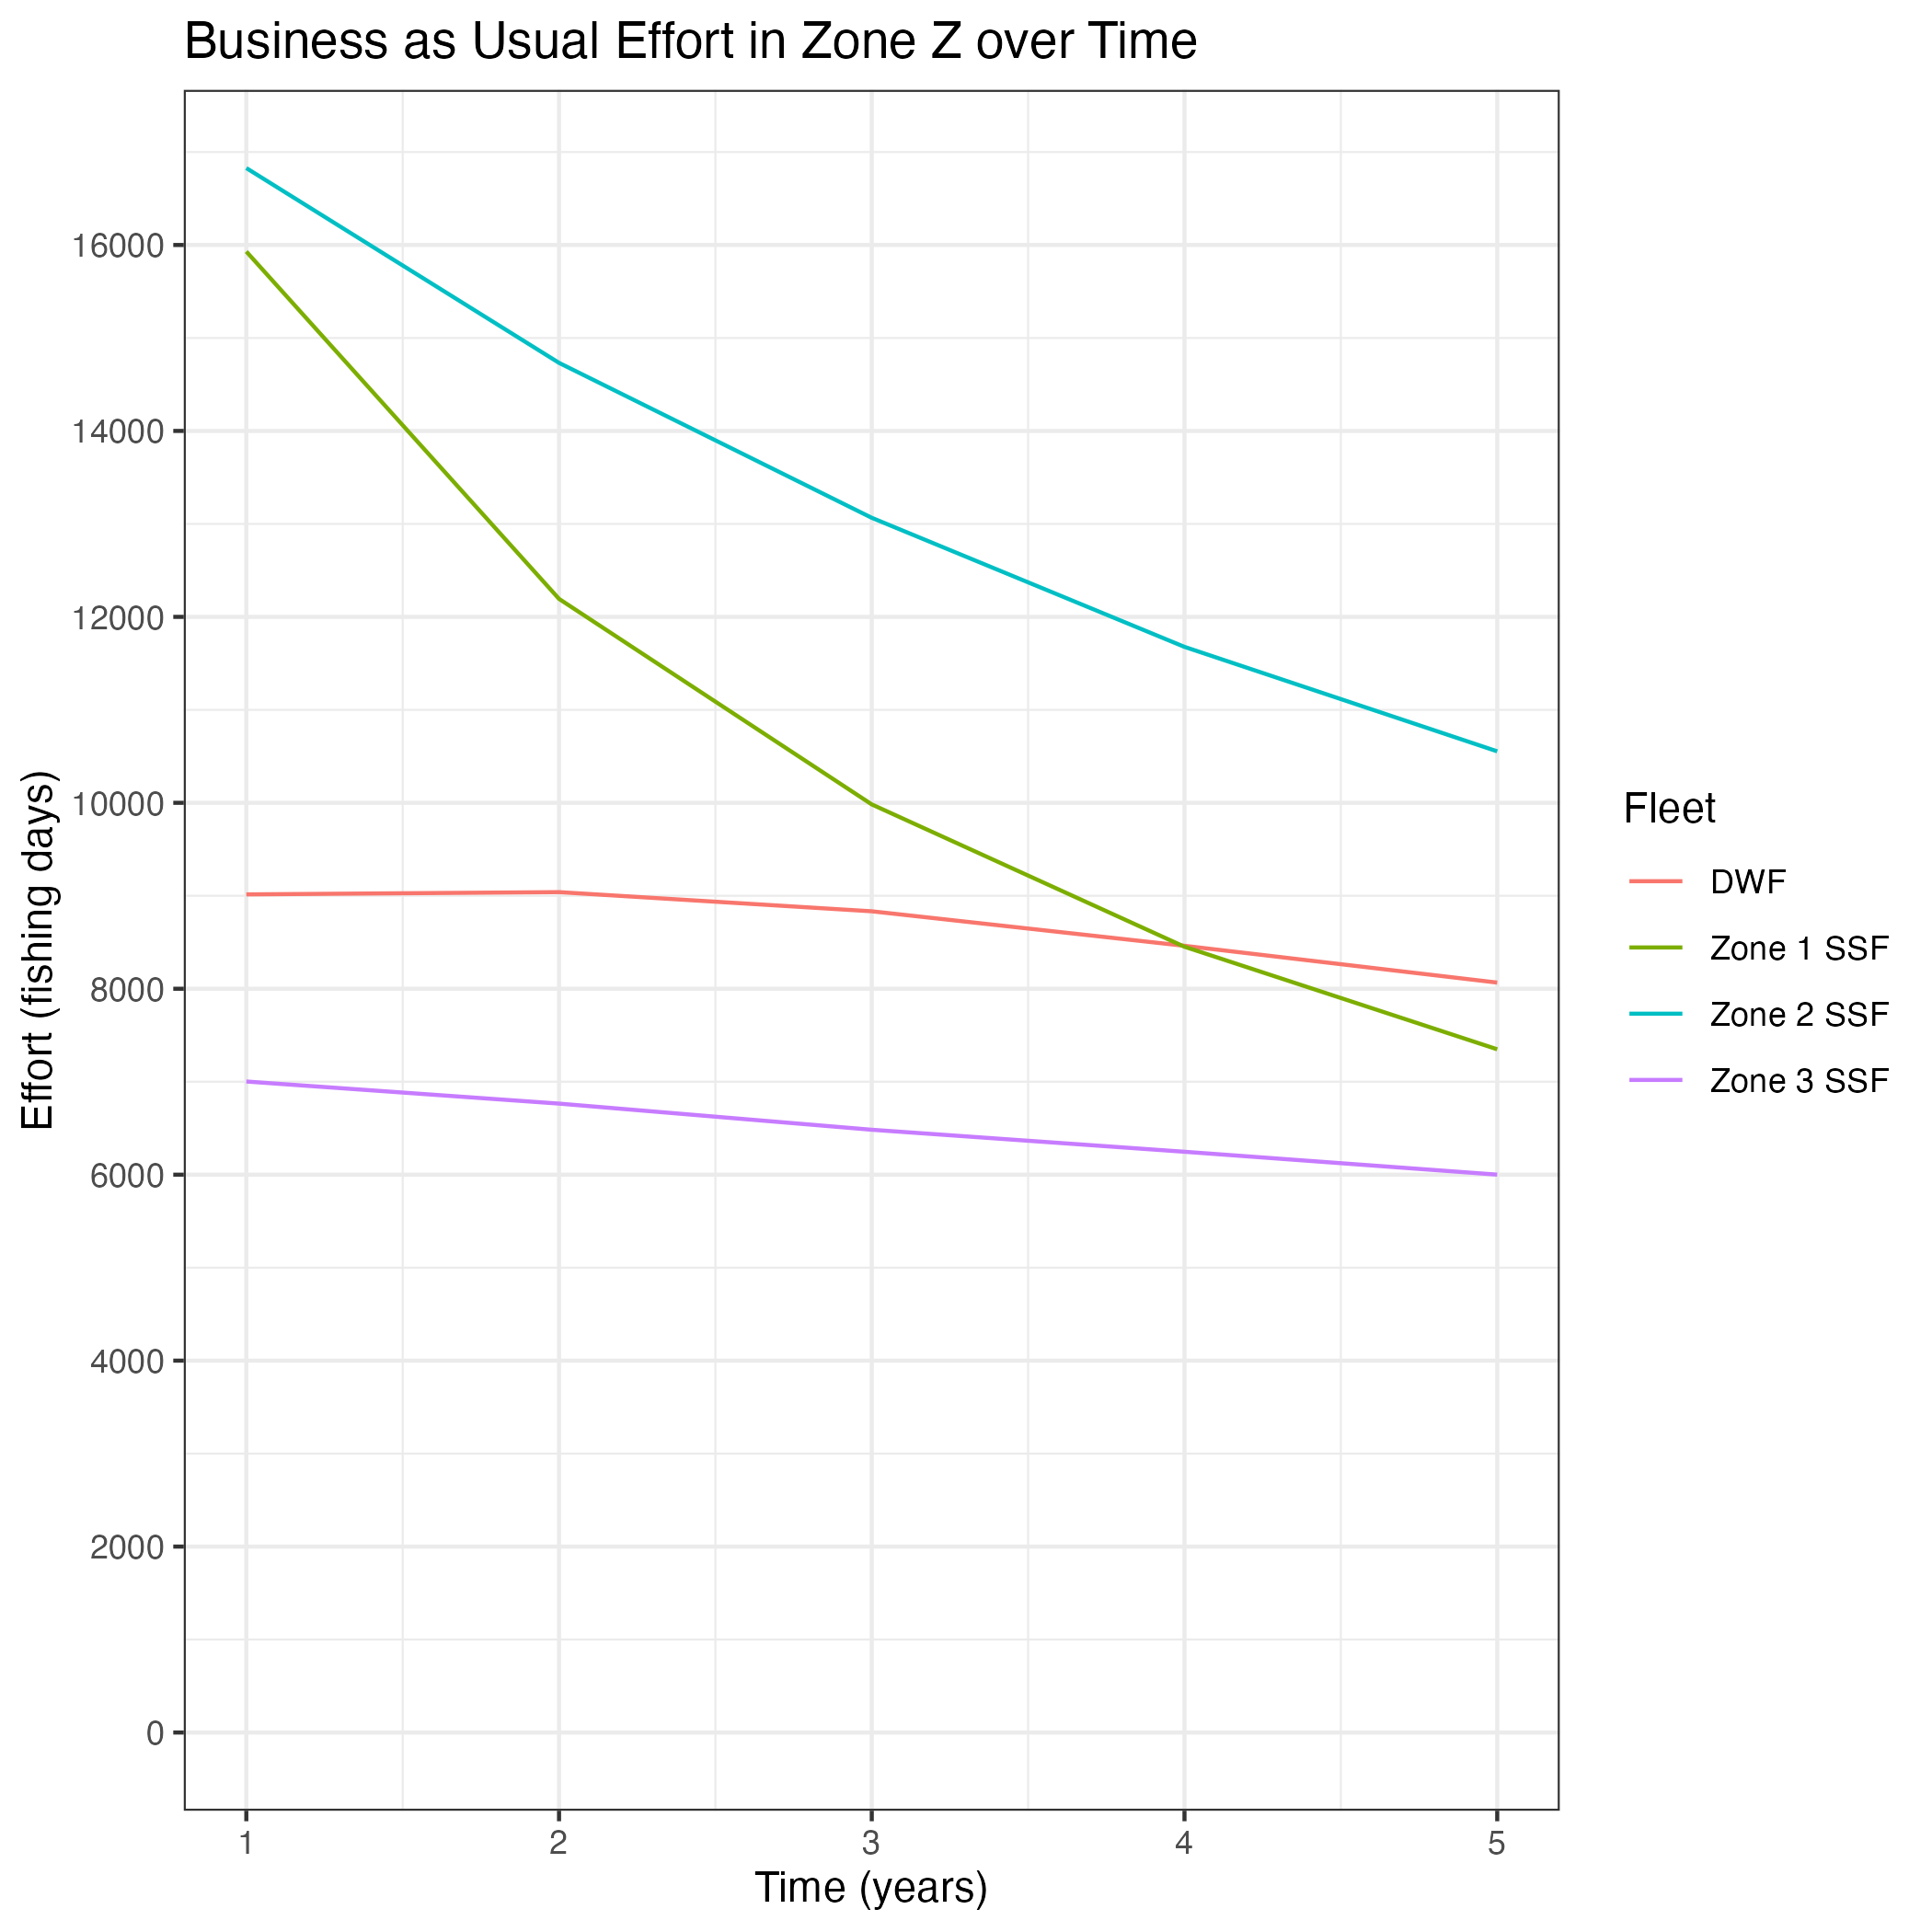 Business as Usual Effort in Zone Z over Time
Effort (fishing days)
16000
14000
12000
10000
8000
6000
4000
2000
0
1 2 3 4 5
Time (years)
Fleet
DWF
Zone 1 SSF
Zone 2 SSF
Zone 3 SSF